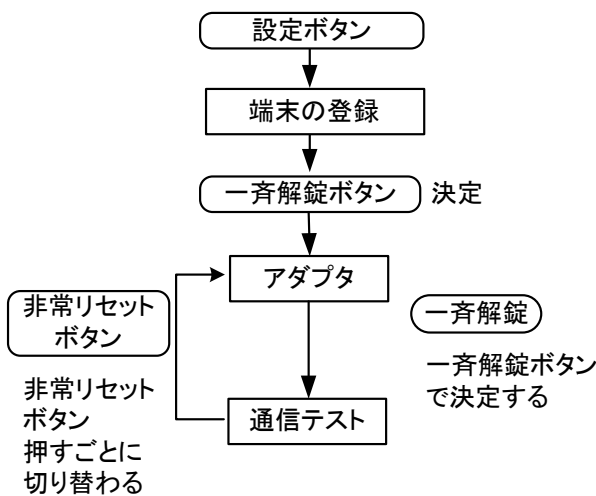 設定ボタン
端末の登録
一斉解錠ボタン 決定
アダプタ
非常リセット
ボタン
一斉解錠
一斉解錠ボタン
で決定する
非常リセット
ボタン
押すごとに
切り替わる
通信テスト